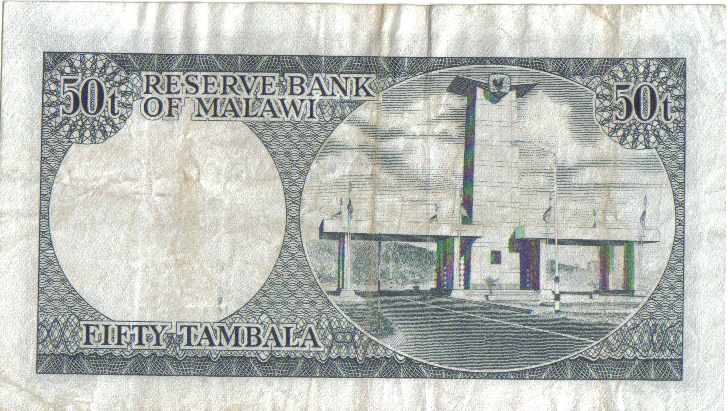 50t
RESERVE BANK
OF MALAWI
50t
FIFTY TAMBALA